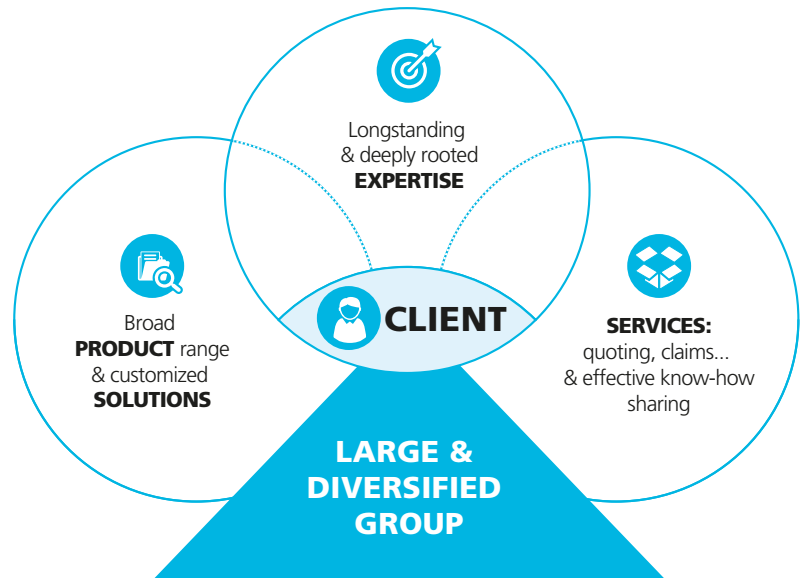 Longstanding
& deeply rooted
EXPERTISE
Broad
PRODUCT range
& customized
SOLUTIONS
CLIENT
SERVICES:
quoting, claims...
& effective know-how
sharing
LARGE &
DIVERSIFIED
GROUP